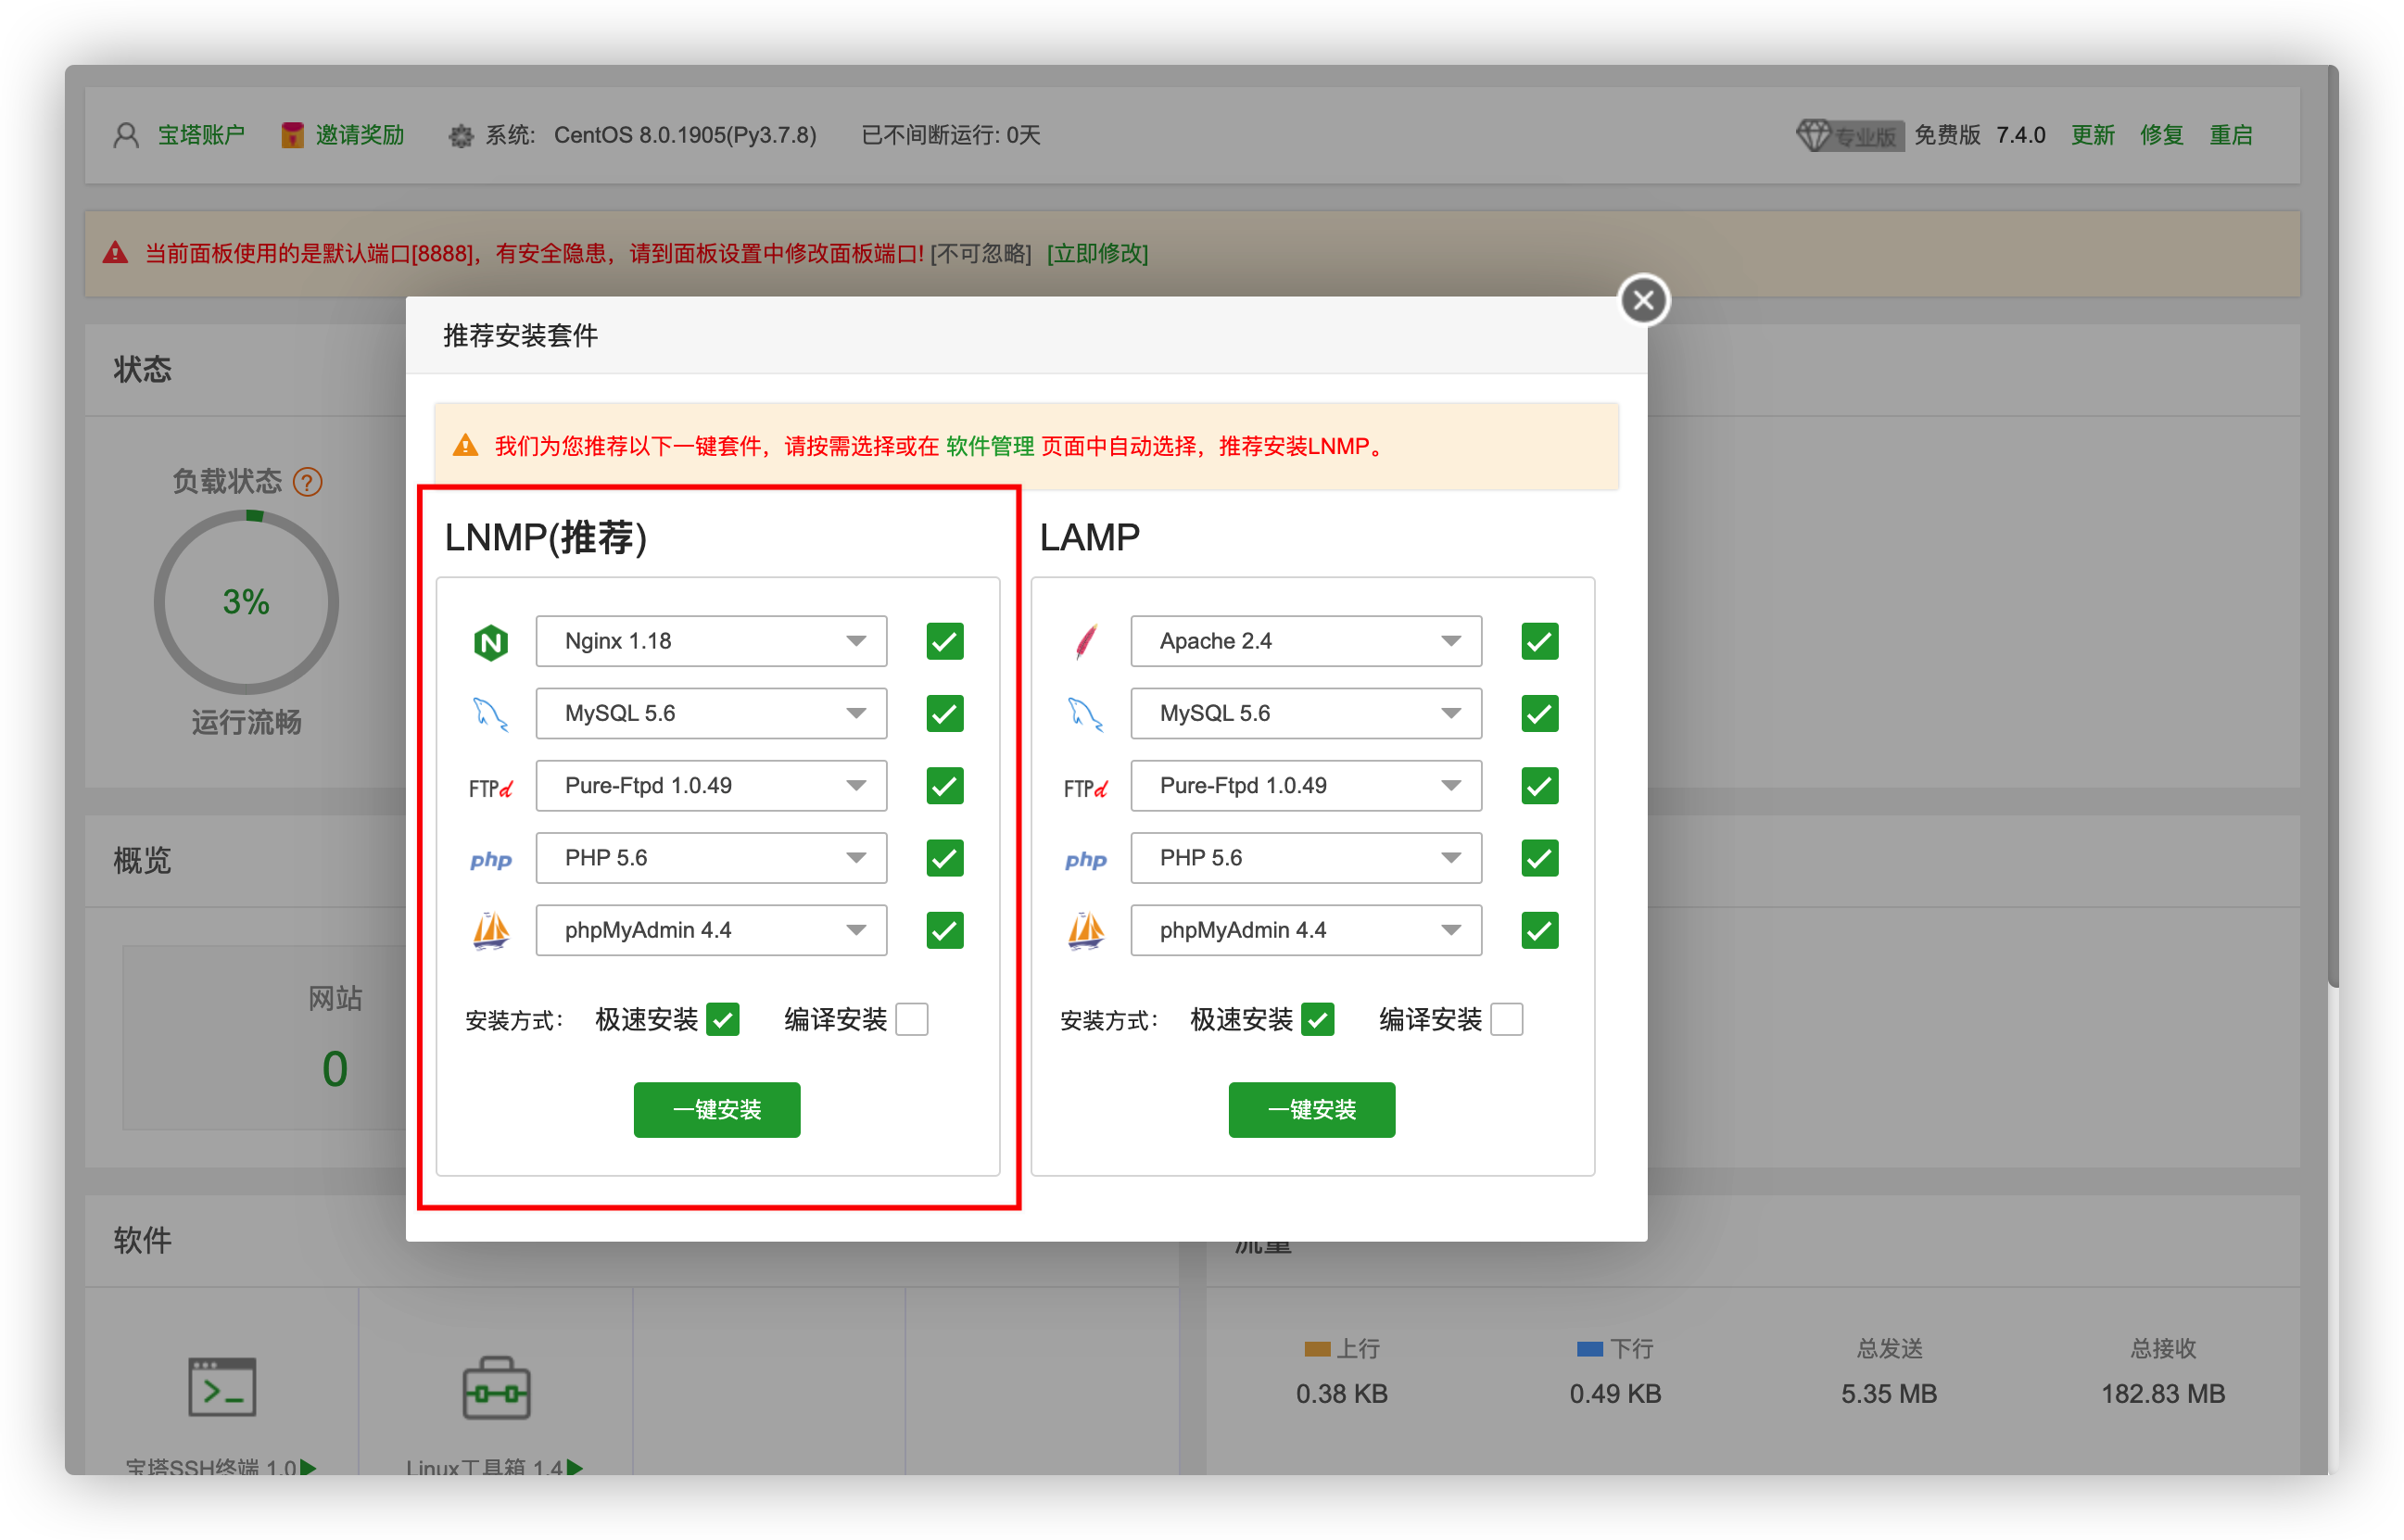 宝塔账户 邀请奖励 系统: CentOS 8.0.1905(Py3.7.8) 已不间断运行: 0天 专业版 免费版 7.4.0 更新 修复 重启
当前面板使用的是默认端口[8888]，有安全隐患，请到面板设置中修改面板端口! [不可忽略] [立即修改]
推荐安装套件
状态
我们为您推荐以下一键套件，请按需选择或在 软件管理 页面中自动选择，推荐安装LNMP。
负载状态 ?
3%
运行流畅
LNMP(推荐)
Nginx 1.18
MySQL 5.6
FTPd Pure-Ftpd 1.0.49
php PHP 5.6
phpMyAdmin 4.4
安装方式： 极速安装 编译安装
一键安装
LAMP
Apache 2.4
MySQL 5.6
FTPd Pure-Ftpd 1.0.49
php PHP 5.6
phpMyAdmin 4.4
安装方式： 极速安装 编译安装
一键安装
概览
网站
0
软件
流量
宝塔SSH终端 1.0
Linux工具箱 1.4
上行 下行 总发送 总接收
0.38 KB 0.49 KB 5.35 MB 182.83 MB